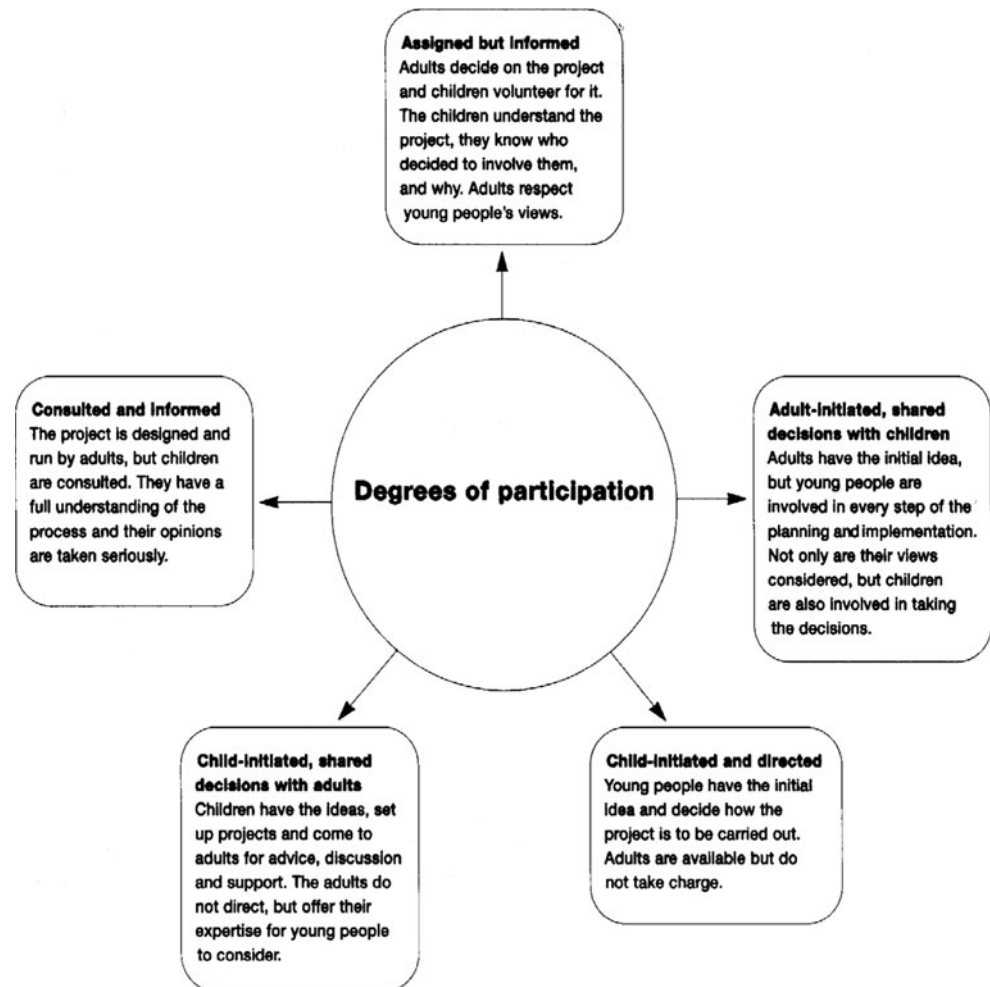 Assigned but informed
Adults decide on the project
and children volunteer for it.
The children understand the
project, they know who
decided to involve them,
and why. Adults respect
young people's views.
Consulted and informed
The project is designed and
run by adults, but children
are consulted. They have a
full understanding of the
process and their opinions
are taken seriously.
Degrees of participation
Adult-initiated, shared
decisions with children
Adults have the initial idea,
but young people are
involved in every step of the
planning and implementation.
Not only are their views
considered, but children
are also involved in taking
the decisions.
Child-initiated, shared
decisions with adults
Children have the ideas, set
up projects and come to
adults for advice, discussion
and support. The adults do
not direct, but offer their
expertise for young people
to consider.
Child-initiated and directed
Young people have the initial
idea and decide how the
project is to be carried out.
Adults are available but do
not take charge.